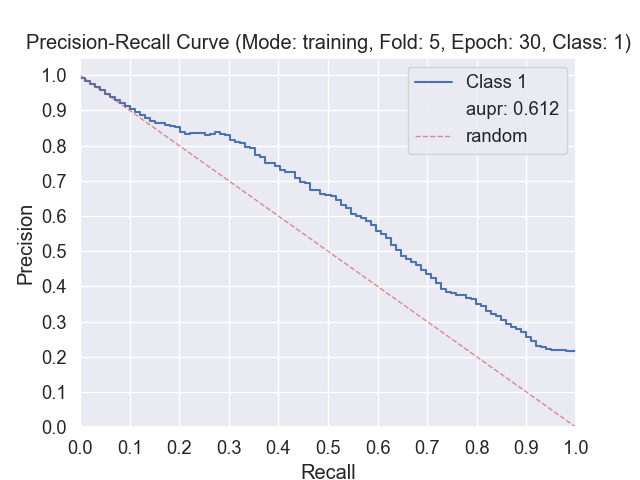 Precision-Recall Curve (Mode: training, Fold: 5, Epoch: 30, Class: 1)
1.0
0.9
0.8
0.7
0.6
0.5
0.4
0.3
0.2
0.1
0.0
Precision
Class 1
aupr: 0.612
random
0.0 0.1 0.2 0.3 0.4 0.5 0.6 0.7 0.8 0.9 1.0
Recall